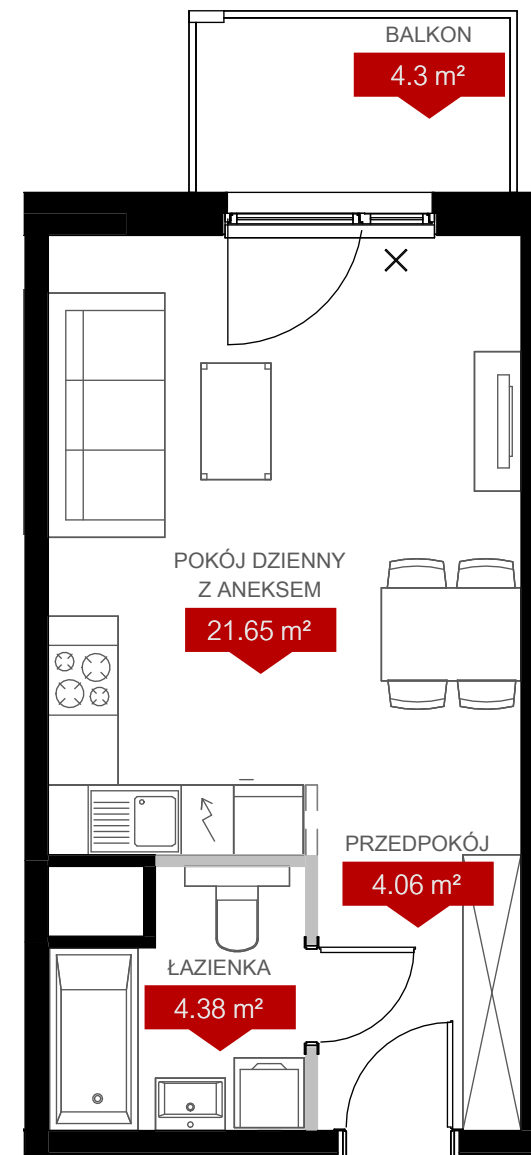 BALKON
4.3 m²
POKÓJ DZIENNY
Z ANEKSEM
21.65 m²
PRZEDPOKÓJ
4.06 m²
ŁAZIENKA
4.38 m²